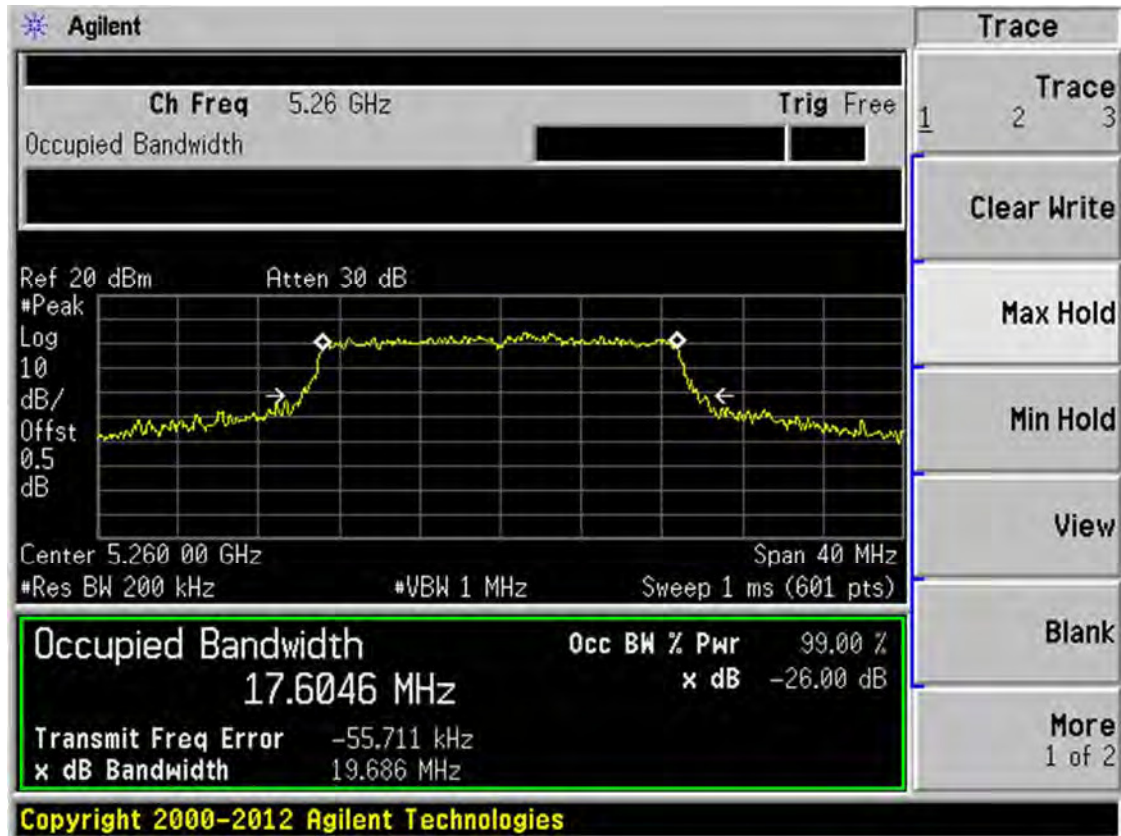 Agilent
Trace
Ch Freq 5.26 GHz Trig Free
Occupied Bandwidth
Trace
1 2 3
Clear Write
Max Hold
Min Hold
View
Blank
More
1 of 2
Ref 20 dBm Atten 30 dB
#Peak
Log
10
dB/
Offst
0.5
dB
Center 5.260 00 GHz Span 40 MHz
#Res BW 200 kHz #VBW 1 MHz Sweep 1 ms (601 pts)
Occupied Bandwidth
17.6046 MHz
Occ BW % Pwr 99.00 %
x dB -26.00 dB
Transmit Freq Error -55.711 kHz
x dB Bandwidth 19.686 MHz
Copyright 2000-2012 Agilent Technologies